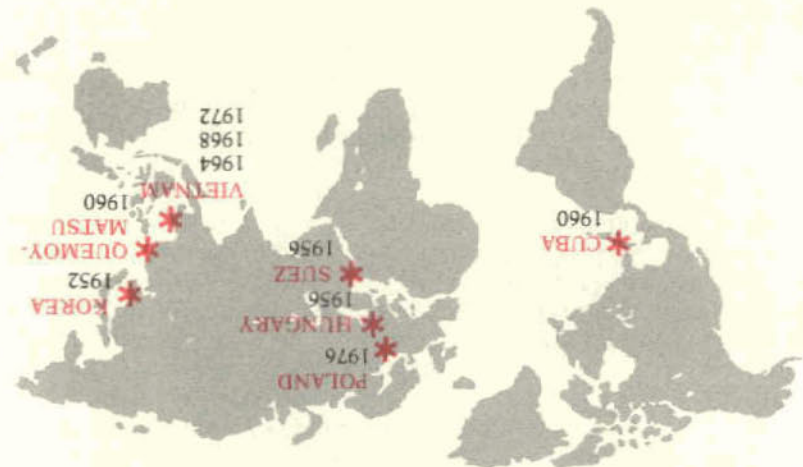 POLAND
1976
HUNGARY
1956
SUEZ
1956
CUBA
1960
KOREA
1952
QUEMOY-
MATSU
1960
VIETNAM
1964
1968
1972